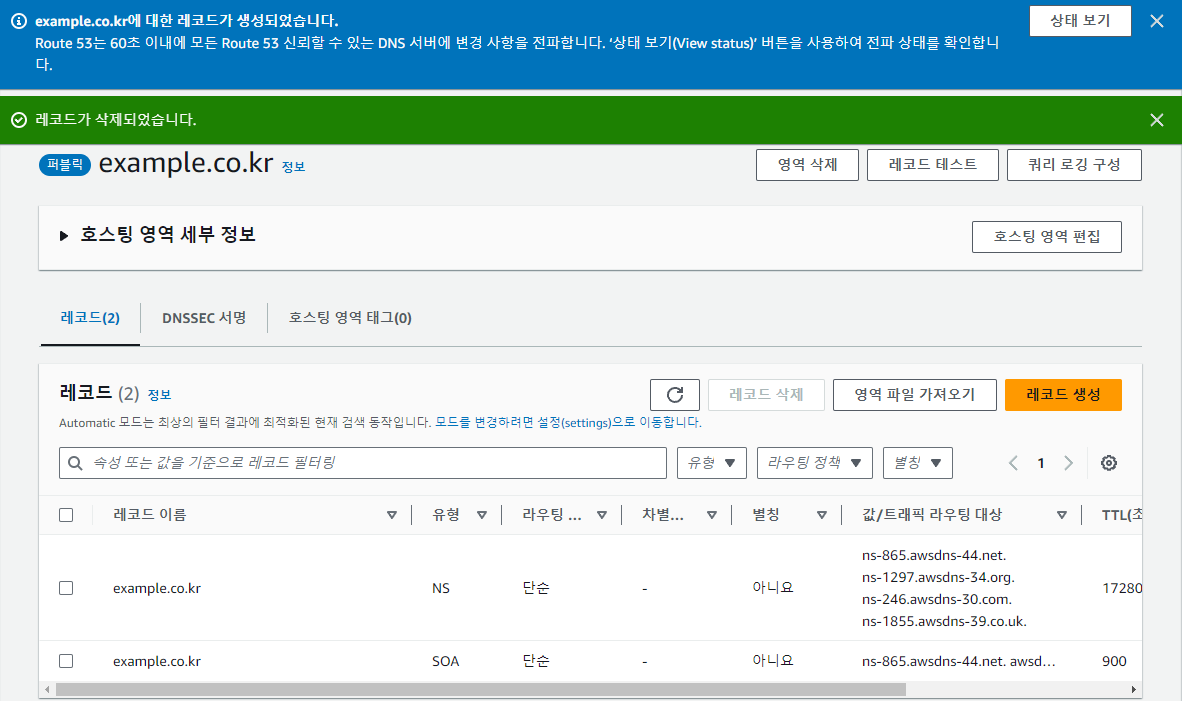 example.co.kr에 대한 레코드가 생성되었습니다.
상태 보기
Route 53는 60초 이내에 모든 Route 53 신뢰할 수 있는 DNS 서버에 변경 사항을 전파합니다. '상태 보기(View status)' 버튼을 사용하여 전파 상태를 확인합니
다.
레코드가 삭제되었습니다.
퍼블릭 example.co.kr 정보
영역 삭제 레코드 테스트 쿼리 로깅 구성
호스팅 영역 세부 정보
호스팅 영역 편집
레코드(2) DNSSEC 서명 호스팅 영역 태그(0)
레코드 (2) 정보
레코드 삭제 영역 파일 가져오기 레코드 생성
Automatic 모드는 최상의 필터 결과에 최적화된 현재 검색 동작입니다. 모드를 변경하려면 설정(settings)으로 이동합니다.
속성 또는 값을 기준으로 레코드 필터링 유형 라우팅 정책 별칭 1
레코드 이름 유형 라우팅 ... 차별... 별칭 값/트래픽 라우팅 대상 TTL(초
example.co.kr NS 단순 - 아니요
ns-865.awsdns-44.net.
ns-1297.awsdns-34.org.
ns-246.awsdns-30.com.
ns-1855.awsdns-39.co.uk.
17280
example.co.kr SOA 단순 - 아니요 ns-865.awsdns-44.net. awsd... 900